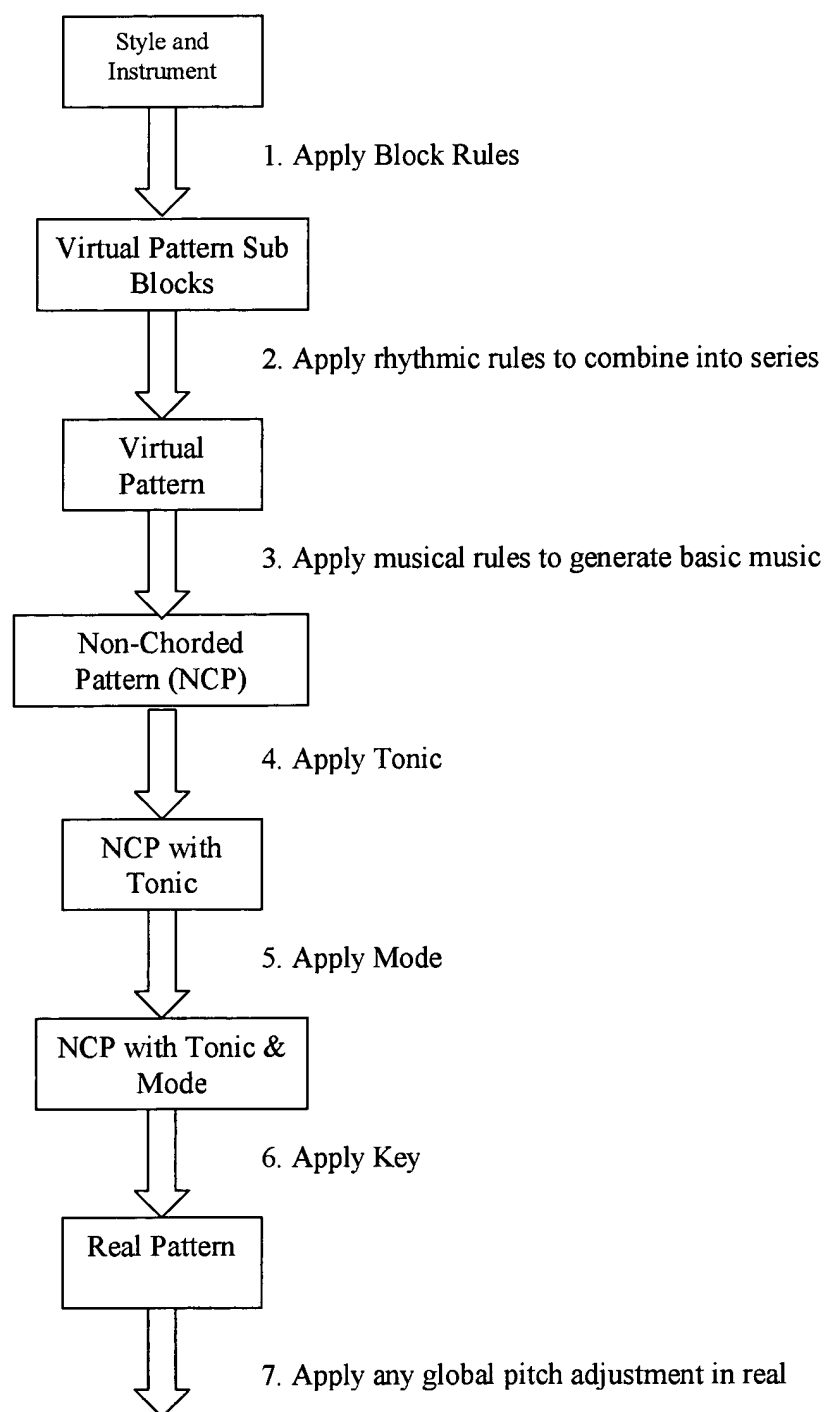 Style and
Instrument
1. Apply Block Rules
Virtual Pattern Sub
Blocks
2. Apply rhythmic rules to combine into series
Virtual
Pattern
3. Apply musical rules to generate basic music
Non-Chorded
Pattern (NCP)
4. Apply Tonic
NCP with
Tonic
5. Apply Mode
NCP with Tonic &
Mode
6. Apply Key
Real Pattern
7. Apply any global pitch adjustment in real